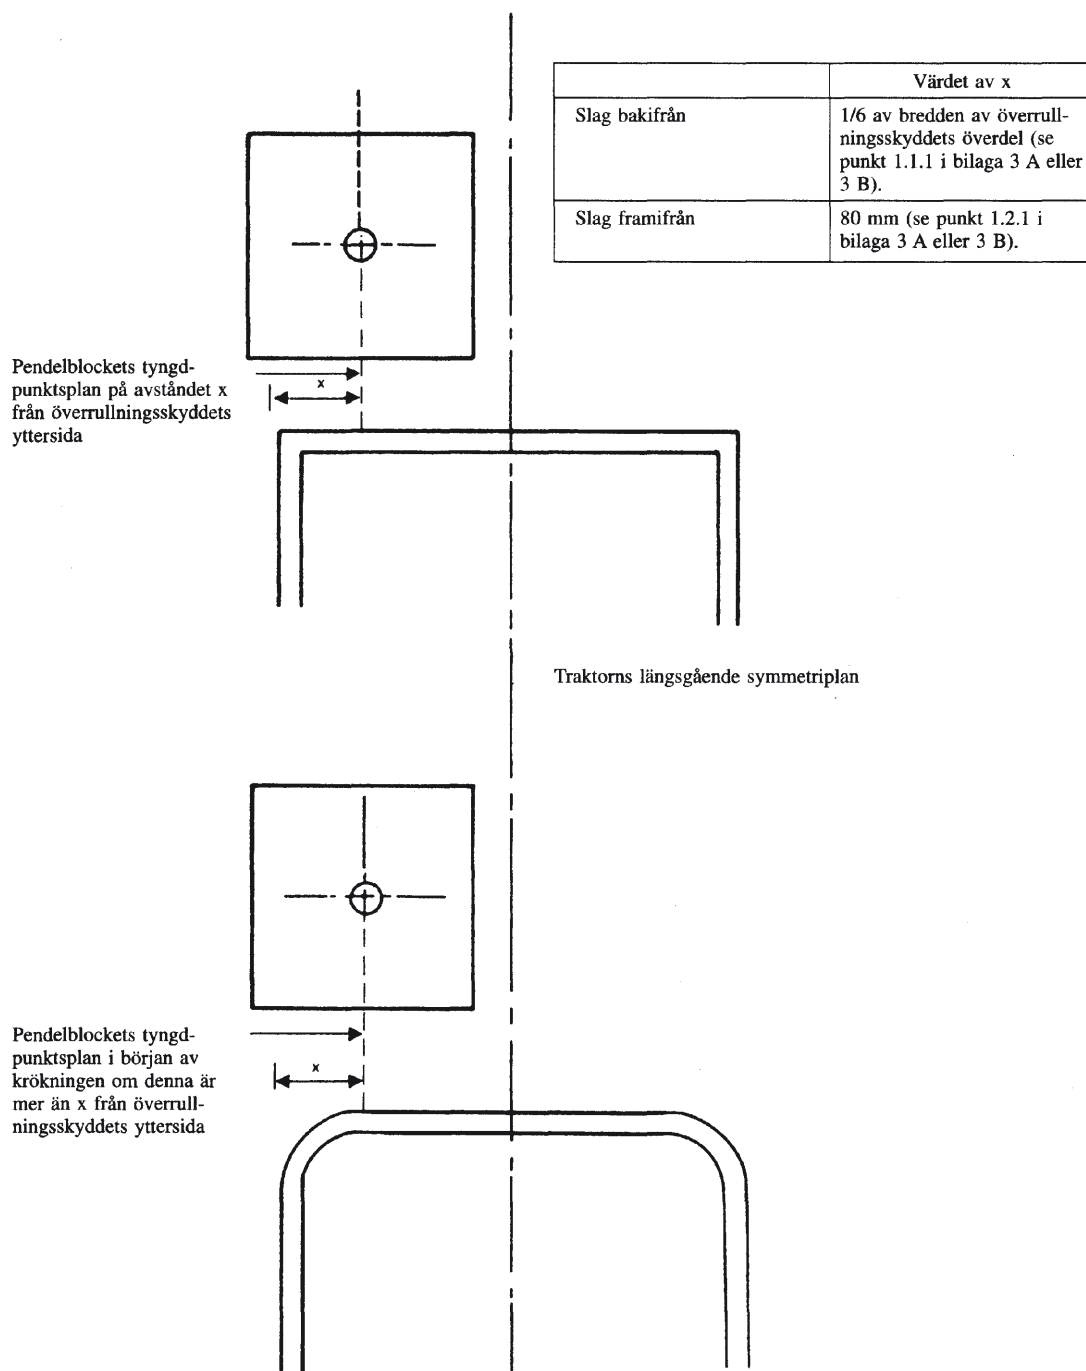 Värdet av x
Slag bakifrån
1/6 av bredden av överrull-
ningsskyddets överdel (se
punkt 1.1.1 i bilaga 3 A eller
3 B).
Slag framifrån
80 mm (se punkt 1.2.1 i
bilaga 3 A eller 3 B).
Pendelblockets tyngd-
punktsplan på avståndet x
från överrullningsskyddets
yttersida
x
Traktorns längsgående symmetriplan
Pendelblockets tyngd-
punktsplan i början av
krökningen om denna är
mer än x från överrull-
ningsskyddets yttersida
x